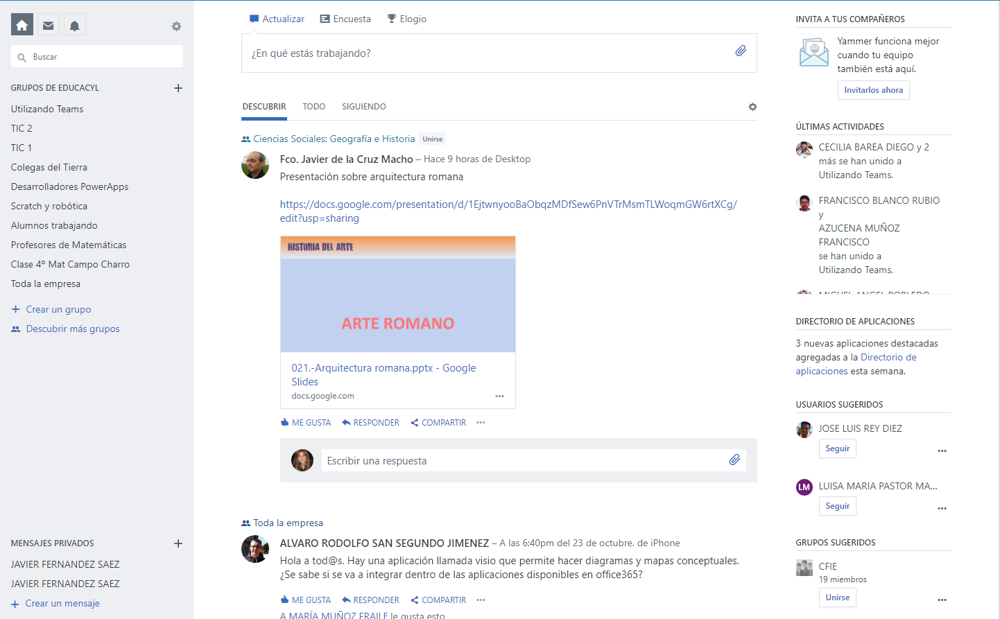 Buscar
GRUPOS DE EDUCACYL
Utilizando Teams
TIC 2
TIC 1
Colegas del Tierra
Desarrolladores PowerApps
Scratch y robótica
Alumnos trabajando
Profesores de Matemáticas
Clase 4º Mat Campo Charro
Toda la empresa
Crear un grupo
Descubrir más grupos
MENSAJES PRIVADOS
JAVIER FERNANDEZ SAEZ
JAVIER FERNANDEZ SAEZ
Crear un mensaje
Actualizar Encuesta Elogio
¿En qué estás trabajando?
DESCUBRIR TODO SIGUIENDO
Ciencias Sociales: Geografía e Historia Unirse
Fco. Javier de la Cruz Macho – Hace 9 horas de Desktop
Presentación sobre arquitectura romana
https://docs.google.com/presentation/d/1EjtwnyooBaObqzMDfSew6PnVTrMsmTLWoqmGW6rtXCg/
edit?usp=sharing
HISTORIA DEL ARTE
ARTE ROMANO
021.-Arquitectura romana.pptx - Google
Slides
docs.google.com
ME GUSTA RESPONDER COMPARTIR
Escribir una respuesta
Toda la empresa
ALVARO RODOLFO SAN SEGUNDO JIMENEZ – A las 6:40pm del 23 de octubre. de iPhone
Hola a tod@s. Hay una aplicación llamada visio que permite hacer diagramas y mapas conceptuales.
¿Se sabe si se va a integrar dentro de las aplicaciones disponibles en office365?
ME GUSTA RESPONDER COMPARTIR
A MARÍA MUÑOZ FRAILE le gusta esto
INVITA A TUS COMPAÑEROS
Yammer funciona mejor
cuando tu equipo
también está aquí.
Invitarlos ahora
ÚLTIMAS ACTIVIDADES
CECILIA BAREA DIEGO y 2
más se han unido a
Utilizando Teams.
FRANCISCO BLANCO RUBIO
y
AZUCENA MUÑOZ
FRANCISCO
se han unido a
Utilizando Teams.
MIGUEL ANGEL ROBLEDO
DIRECTORIO DE APLICACIONES
3 nuevas aplicaciones destacadas
agregadas a la Directorio de
aplicaciones esta semana.
USUARIOS SUGERIDOS
JOSE LUIS REY DIEZ
Seguir
LM LUISA MARIA PASTOR MA...
Seguir
GRUPOS SUGERIDOS
CFIE
19 miembros
Unirse